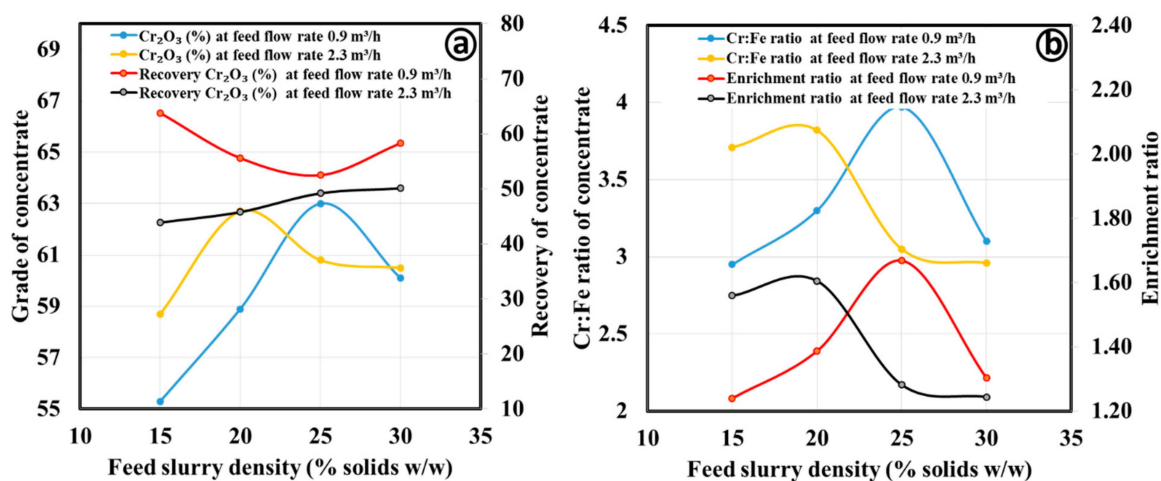 a
Cr₂O₃ (%) at feed flow rate 0.9 m³/h
Cr₂O₃ (%) at feed flow rate 2.3 m³/h
Recovery Cr₂O₃ (%) at feed flow rate 0.9 m³/h
Recovery Cr₂O₃ (%) at feed flow rate 2.3 m³/h
Grade of concentrate
69
67
65
63
61
59
57
55
Recovery of concentrate
80
70
60
50
40
30
20
10
10 15 20 25 30 35
Feed slurry density (% solids w/w)
b
Cr:Fe ratio at feed flow rate 0.9 m³/h
Cr:Fe ratio at feed flow rate 2.3 m³/h
Enrichment ratio at feed flow rate 0.9 m³/h
Enrichment ratio at feed flow rate 2.3 m³/h
Cr:Fe ratio of concentrate
4.5
4
3.5
3
2.5
2
Enrichment ratio
2.40
2.20
2.00
1.80
1.60
1.40
1.20
10 15 20 25 30 35
Feed slurry density (% solids w/w)